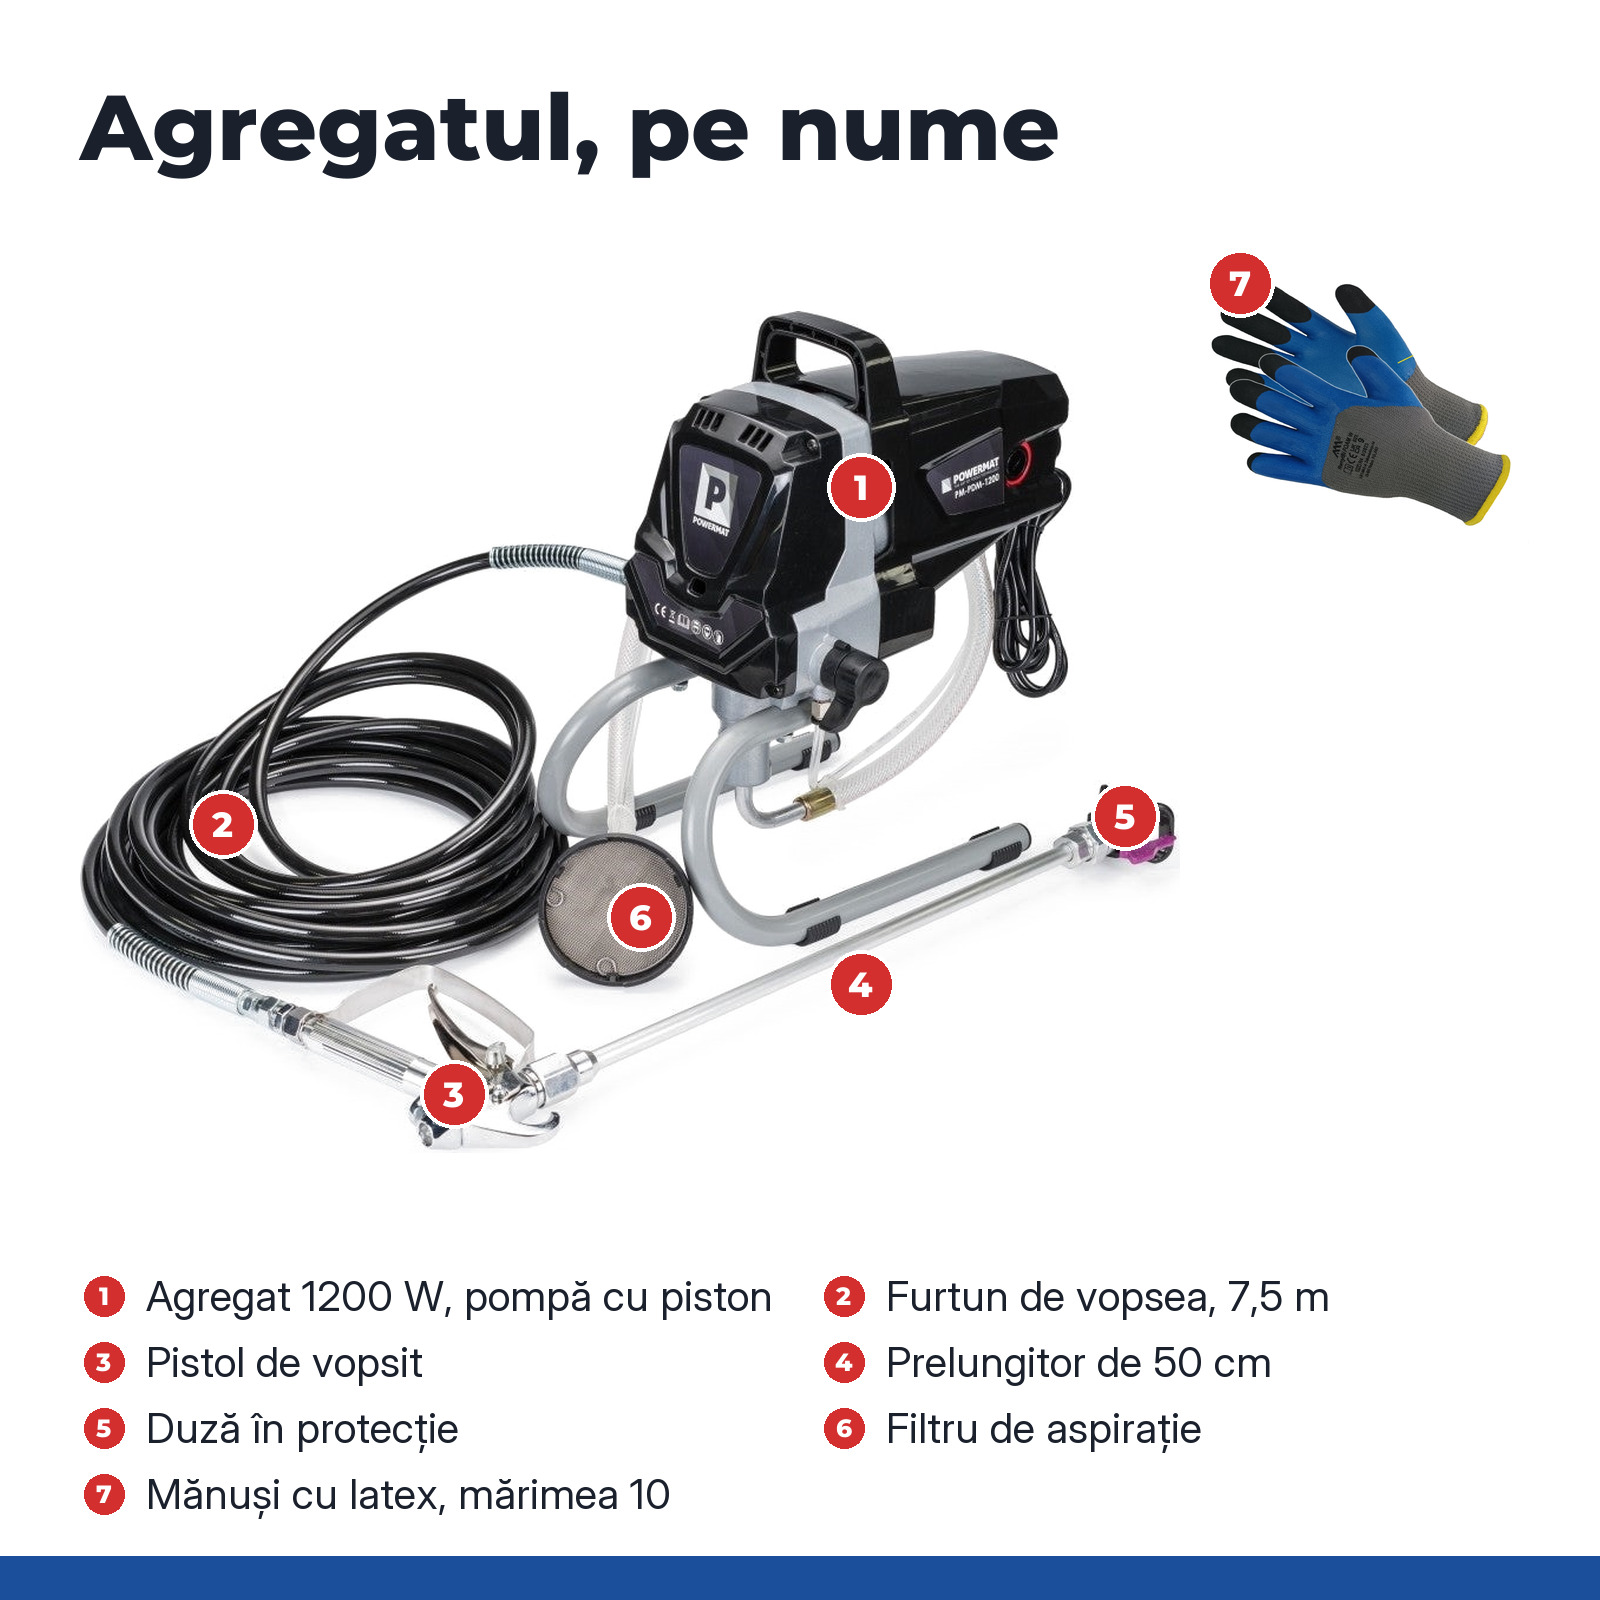 Agregatul, pe nume
7
1
P
POWERMAT
POWERMAT
PM-PDM-1200
CE
2
5
6
4
3
1 Agregat 1200 W, pompă cu piston
2 Furtun de vopsea, 7,5 m
3 Pistol de vopsit
4 Prelungitor de 50 cm
5 Duză în protecție
6 Filtru de aspirație
7 Mănuși cu latex, mărimea 10